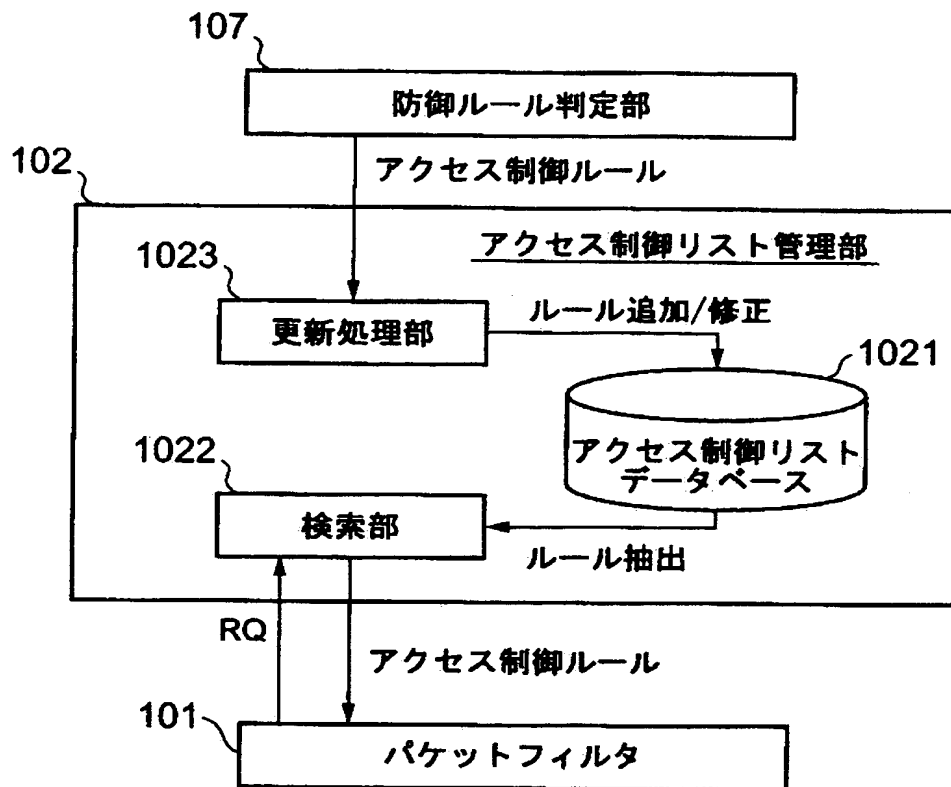 107
防御ルール判定部
アクセス制御ルール
102
アクセス制御リスト管理部
1023
更新処理部
ルール追加/修正
1021
アクセス制御リスト
データベース
1022
検索部
ルール抽出
RQ
アクセス制御ルール
101
パケットフィルタ